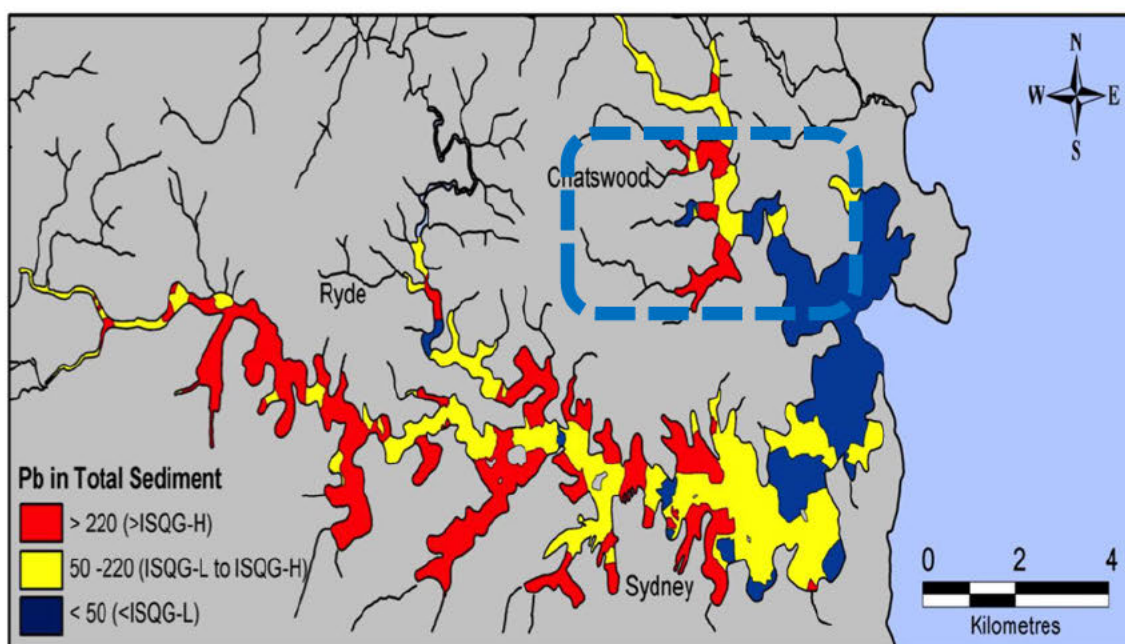 N
W E
S
Chatswood
Ryde
Pb in Total Sediment
> 220 (>ISQG-H)
50 -220 (ISQG-L to ISQG-H)
< 50 (<ISQG-L)
Sydney
0 2 4
Kilometres